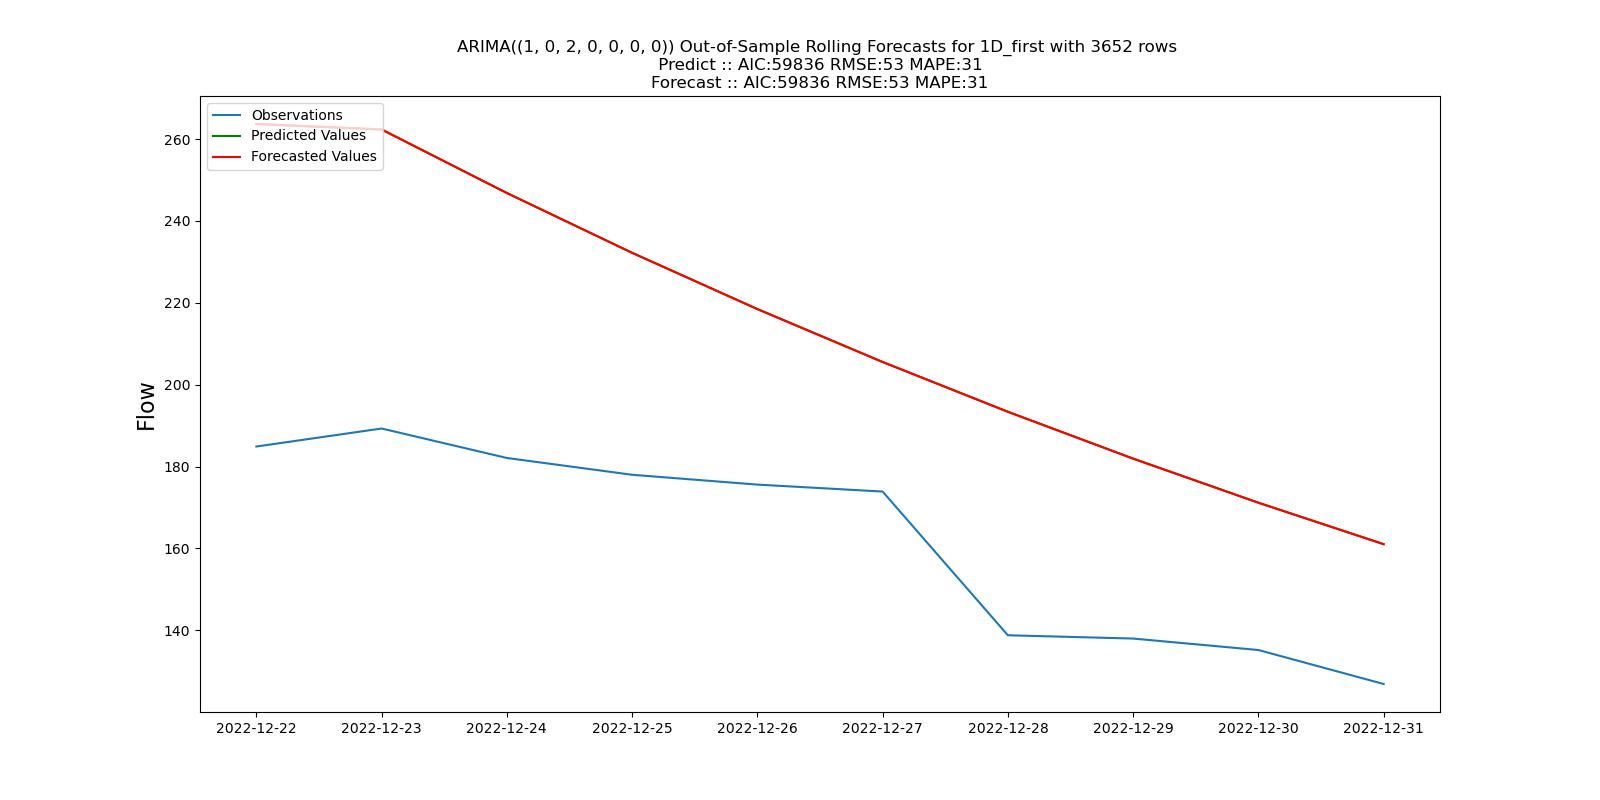 ARIMA((1, 0, 2, 0, 0, 0, 0)) Out-of-Sample Rolling Forecasts for 1D_first with 3652 rows
Predict :: AIC:59836 RMSE:53 MAPE:31
Forecast :: AIC:59836 RMSE:53 MAPE:31
Observations
Predicted Values
Forecasted Values
260
240
220
200
180
160
140
Flow
2022-12-22 2022-12-23 2022-12-24 2022-12-25 2022-12-26 2022-12-27 2022-12-28 2022-12-29 2022-12-30 2022-12-31